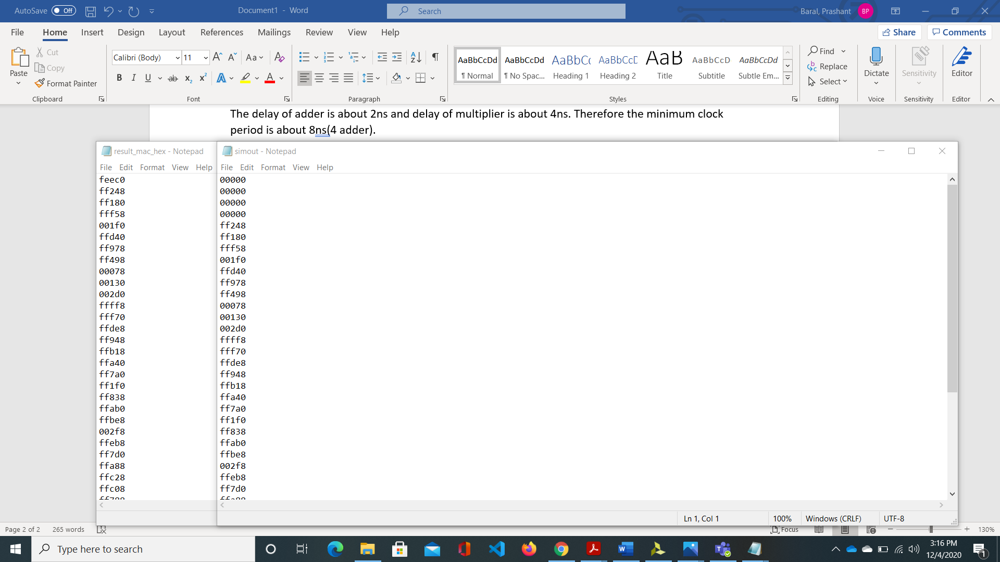 AutoSave Off Document1 - Word Search Baral, Prashant BP
File Home Insert Design Layout References Mailings Review View Help Share Comments
Paste
Cut
Copy
Format Painter
Clipboard
Calibri (Body) 11
Font
Paragraph
AaBbCcDd AaBbCcDd AaBbCc AaBbCcD AaB AaBbCcD AaBbCcDd
¶ Normal ¶ No Spac... Heading 1 Heading 2 Title Subtitle Subtle Em...
Styles
Find
Replace
Select
Editing
Dictate
Voice
Sensitivity
Sensitivity
Editor
Editor
The delay of adder is about 2ns and delay of multiplier is about 4ns. Therefore the minimum clock
period is about 8ns(4 adder).
result_mac_hex - Notepad
File Edit Format View Help
feec0
ff248
ff180
fff58
001f0
ffd40
ff978
ff498
00078
00130
002d0
ffff8
fff70
ffde8
ff948
ffb18
ffa40
ff7a0
ff1f0
ff838
ffab0
ffbe8
002f8
ffeb8
ff7d0
ffa88
ffc28
ffc08
simout - Notepad
File Edit Format View Help
00000
00000
00000
00000
ff248
ff180
fff58
001f0
ffd40
ff978
ff498
00078
00130
002d0
ffff8
fff70
ffde8
ff948
ffb18
ffa40
ff7a0
ff1f0
ff838
ffab0
ffbe8
002f8
ffeb8
ff7d0
ffa88
Ln 1, Col 1 100% Windows (CRLF) UTF-8
Page 2 of 2 265 words Focus 130%
Type here to search
3:16 PM
12/4/2020
1